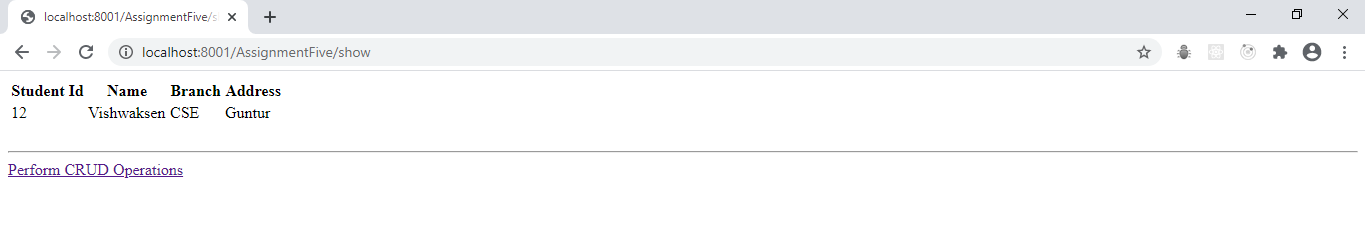 localhost:8001/AssignmentFive/s
localhost:8001/AssignmentFive/show
Student Id Name Branch Address
12 Vishwaksen CSE Guntur
Perform CRUD Operations